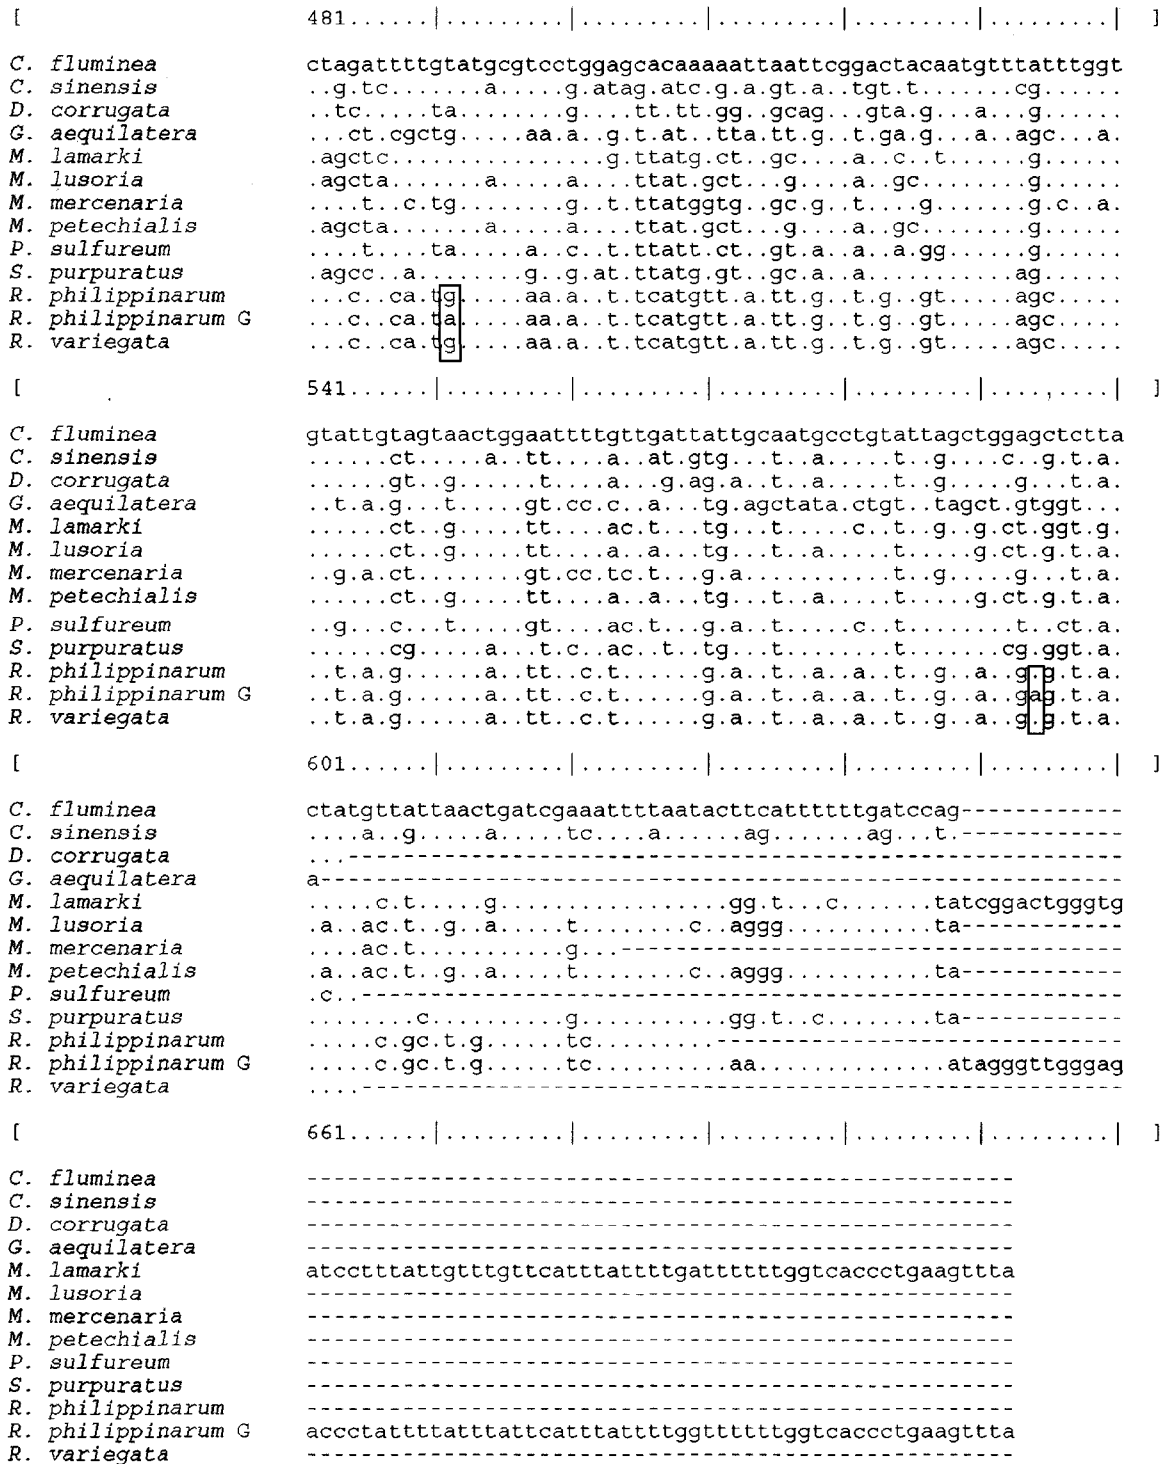 [ 481......|.........|.........|.........|.........|.........| ]
C. fluminea ctagattttgtatgcgtcctggagcacaaaaattaattcggactacaatgtttatttggt
C. sinensis ..g.tc.......a.....g.atag.atc.g.a.gt.a..tgt.t.......cg......
D. corrugata ..tc.....ta........g....tt.tt.gg..gcag...gta.g...a...g......
G. aequilatera ...ct.cgctg....aa.a..g.t.at..tta.tt.g..t.ga.g...a..agc...a.
M. lamarki .agctc................g.ttatg.ct...gc....a..c..t......g......
M. lusoria .agcta.......a.....a....ttat.gct...g....a..gc........g......
M. mercenaria ....t..c.tg........g..t.ttatggtg..gc.g..t....g.......g.c..a.
M. petechialis .agcta.......a.....a....ttat.gct...g....a..gc........g......
P. sulfureum ....t....ta.....a..c..t.ttatt.ct..gt.a..a..a.gg......g......
S. purpuratus .agcc..a........g..g.at.ttatg.gt..gc.a..a...........ag......
R. philippinarum ...c..ca.tg.....aa.a..t.tcatgtt.a.tt.g..t.g..gt.....agc.....
R. philippinarum G ...c..ca.ta.....aa.a..t.tcatgtt.a.tt.g..t.g..gt.....agc.....
R. variegata ...c..ca.tg.....aa.a..t.tcatgtt.a.tt.g..t.g..gt.....agc.....
[ 541......|.........|.........|.........|.........|.........| ]
C. fluminea gtattgtagtaactggaattttgttgattattgcaatgcctgtattagctggagctctta
C. sinensis ......ct.....a..tt....a..at.gtg...t..a.....t..g....c..g.t.a.
D. corrugata ......gt..g......t.....a...g.ag.a..t..a.....t..g......g...t.a.
G. aequilatera ..t.a.g...t....gt.cc.c..a...tg.agctata.ctgt..tagct.gtggt...
M. lamarki ......ct..g.....tt.....ac.t...tg...t.....c..t..g..g.ct.ggt.g.
M. lusoria ......ct..g.....tt....a..a...tg...t..a.....t.....g.ct.g.t.a.
M. mercenaria ..g.a.ct........gt.cc.tc.t...g.a...........t..g......g...t.a.
M. petechialis ......ct..g.....tt....a..a...tg...t..a.....t.....g.ct.g.t.a.
P. sulfureum ..g...c...t.....gt....ac.t...g.a..t.....c..t........t..ct.a.
S. purpuratus ......cg.....a..t.c..ac..t..tg...t........t.......cg.ggt.a.
R. philippinarum ..t.a.g......a..tt..c.t......g.a..t..a..a..t..g..a..g.g.t.a.
R. philippinarum G ..t.a.g......a..tt..c.t......g.a..t..a..a..t..g..a..gag.t.a.
R. variegata ..t.a.g......a..tt..c.t......g.a..t..a..a..t..g..a..g.g.t.a.
[ 601......|.........|.........|.........|.........|.........| ]
C. fluminea ctatgttattaactgatcgaaattttaatacttcattttttgatccag------------
C. sinensis ....a..g.....a.....tc....a......ag.......ag...t.------------
D. corrugata ...---------------------------------------------------------
G. aequilatera a-----------------------------------------------------------
M. lamarki .....c.t.....g.................gg.t...c.......tatcggactgggtg
M. lusoria .a..ac.t..g..a.....t........c..aggg...........ta------------
M. mercenaria ....ac.t...........g...-------------------------------------
M. petechialis .a..ac.t..g..a.....t........c..aggg...........ta------------
P. sulfureum .c..--------------------------------------------------------
S. purpuratus ........c..........g..........gg.t..c........ta------------
R. philippinarum .....c.gc.t.g......tc.........------------------------------
R. philippinarum G .....c.gc.t.g......tc..........aa..............atagggttgggag
R. variegata ....--------------------------------------------------------
[ 661......|.........|.........|.........|.........|.........| ]
C. fluminea ----------------------------------------------------
C. sinensis ----------------------------------------------------
D. corrugata ----------------------------------------------------
G. aequilatera ----------------------------------------------------
M. lamarki atcctttattgtttgttcatttattttgattttttggtcaccctgaagttta
M. lusoria ----------------------------------------------------
M. mercenaria ----------------------------------------------------
M. petechialis ----------------------------------------------------
P. sulfureum ----------------------------------------------------
S. purpuratus ----------------------------------------------------
R. philippinarum ----------------------------------------------------
R. philippinarum G accctattttatttattcatttattttggttttttggtcaccctgaagttta
R. variegata ----------------------------------------------------